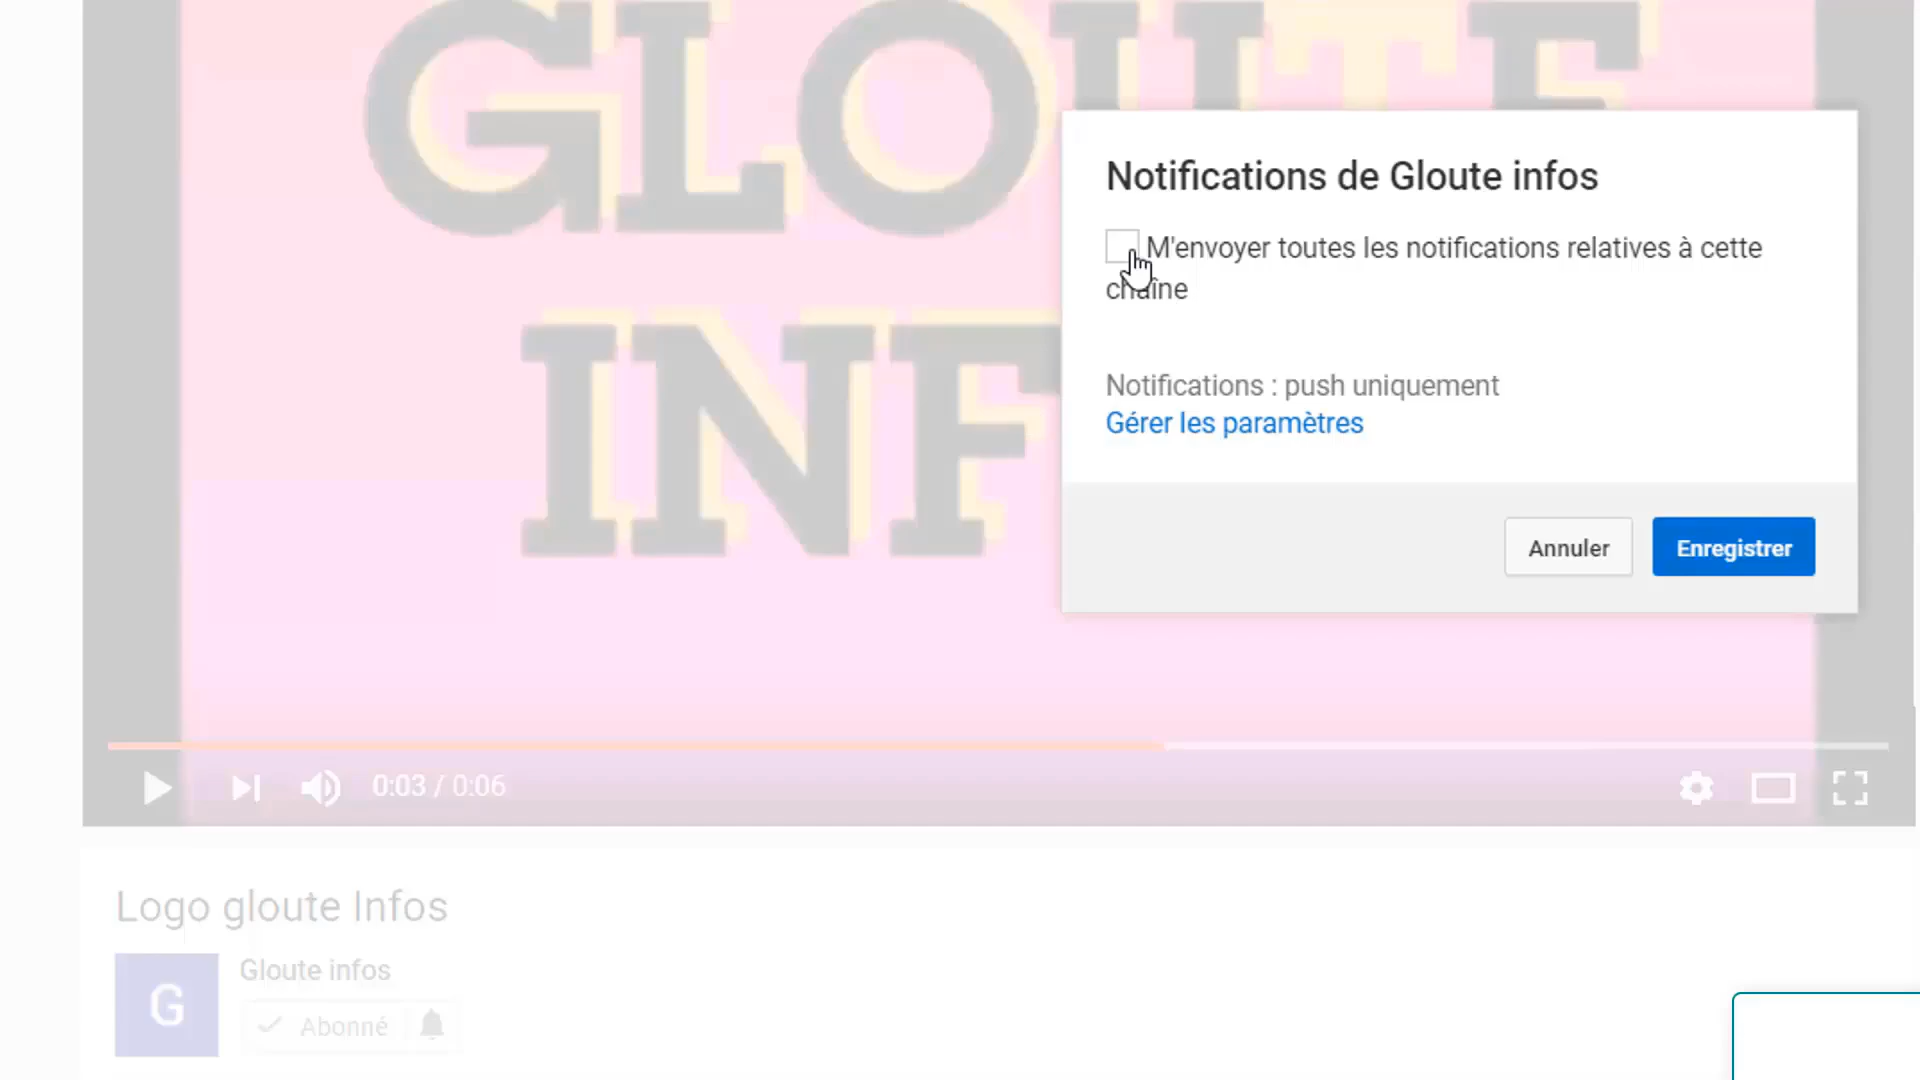 GLOUTE
INF
Notifications de Gloute infos
M'envoyer toutes les notifications relatives à cette
chaîne
Notifications : push uniquement
Gérer les paramètres
Annuler
Enregistrer
0:03 / 0:06
Logo gloute Infos
G
Gloute infos
Abonné